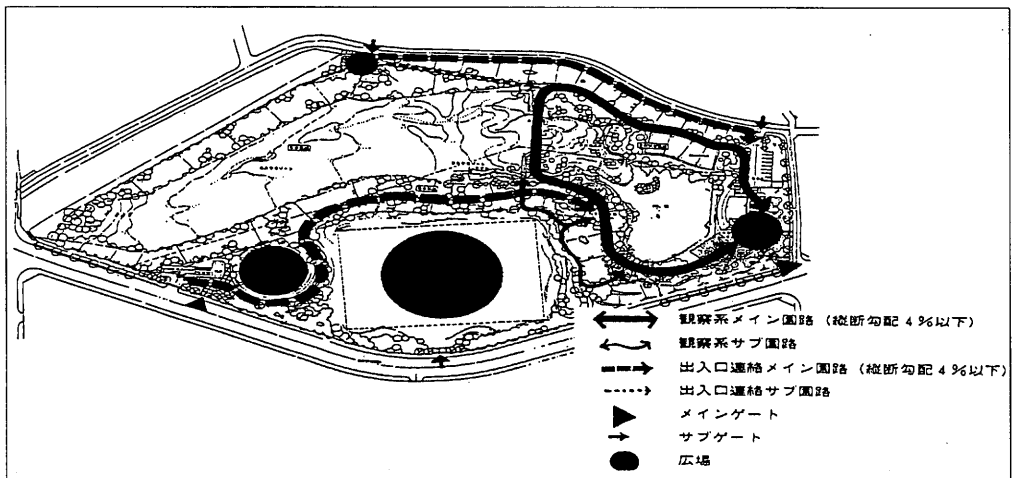 観察系メイン園路（縦断勾配4%以下）
観察系サブ園路
出入口連絡メイン園路（縦断勾配4%以下）
出入口連絡サブ園路
メインゲート
サブゲート
広場